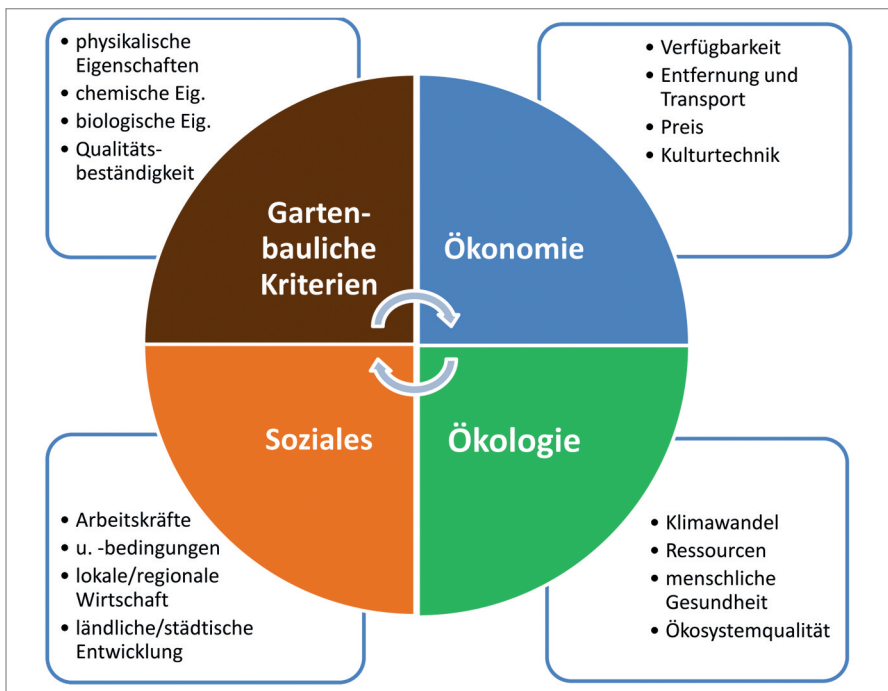 • physikalische
Eigenschaften
• chemische Eig.
• biologische Eig.
• Qualitäts-
beständigkeit
• Verfügbarkeit
• Entfernung und
Transport
• Preis
• Kulturtechnik
Garten-
bauliche
Kriterien
Ökonomie
Soziales
Ökologie
• Arbeitskräfte
• u. -bedingungen
• lokale/regionale
Wirtschaft
• ländliche/städtische
Entwicklung
• Klimawandel
• Ressourcen
• menschliche
Gesundheit
• Ökosystemqualität